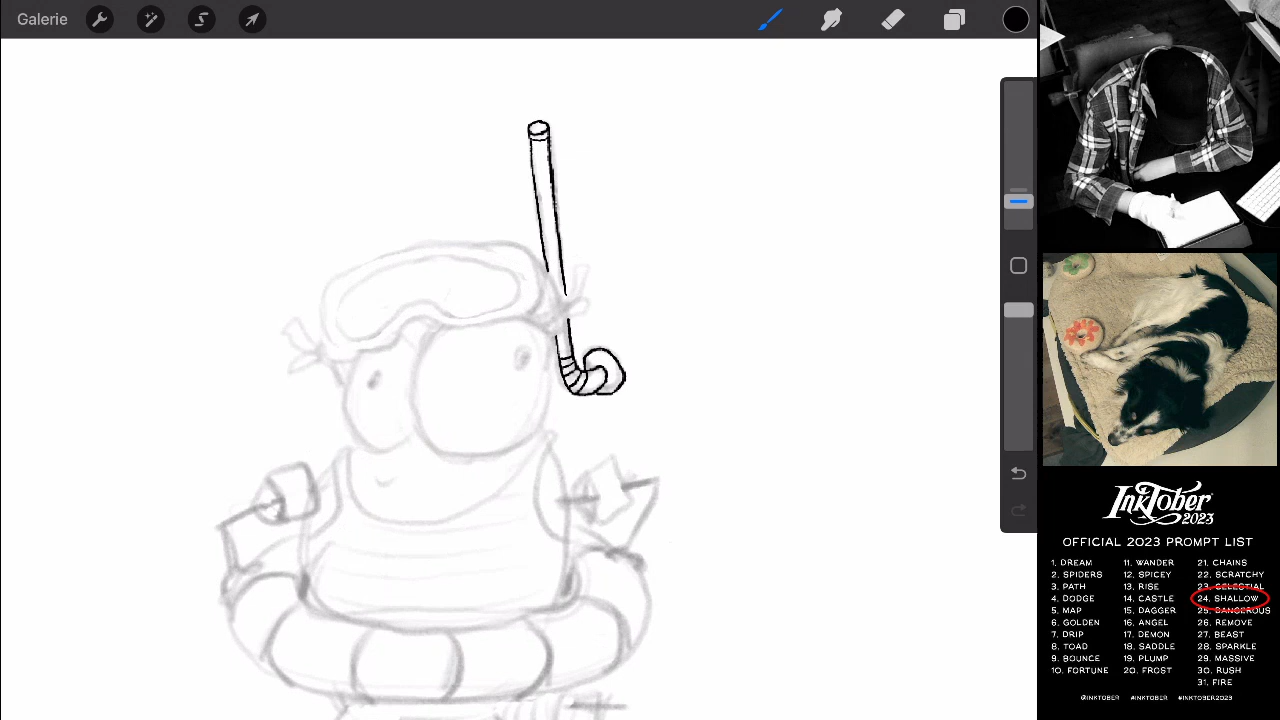 Galerie
INKTOBER
2023
OFFICIAL 2023 PROMPT LIST
1. DREAM
2. SPIDERS
3. PATH
4. DODGE
5. MAP
6. GOLDEN
7. DRIP
8. TOAD
9. BOUNCE
10. FORTUNE
11. WANDER
12. SPICEY
13. RISE
14. CASTLE
15. DAGGER
16. ANGEL
17. DEMON
18. SADDLE
19. PLUMP
20. FROST
21. CHAINS
22. SCRATCHY
23. CELESTIAL
24. SHALLOW
25. DANGEROUS
26. REMOVE
27. BEAST
28. SPARKLE
29. MASSIVE
30. RUSH
31. FIRE
@INKTOBER #INKTOBER #INKTOBER2023